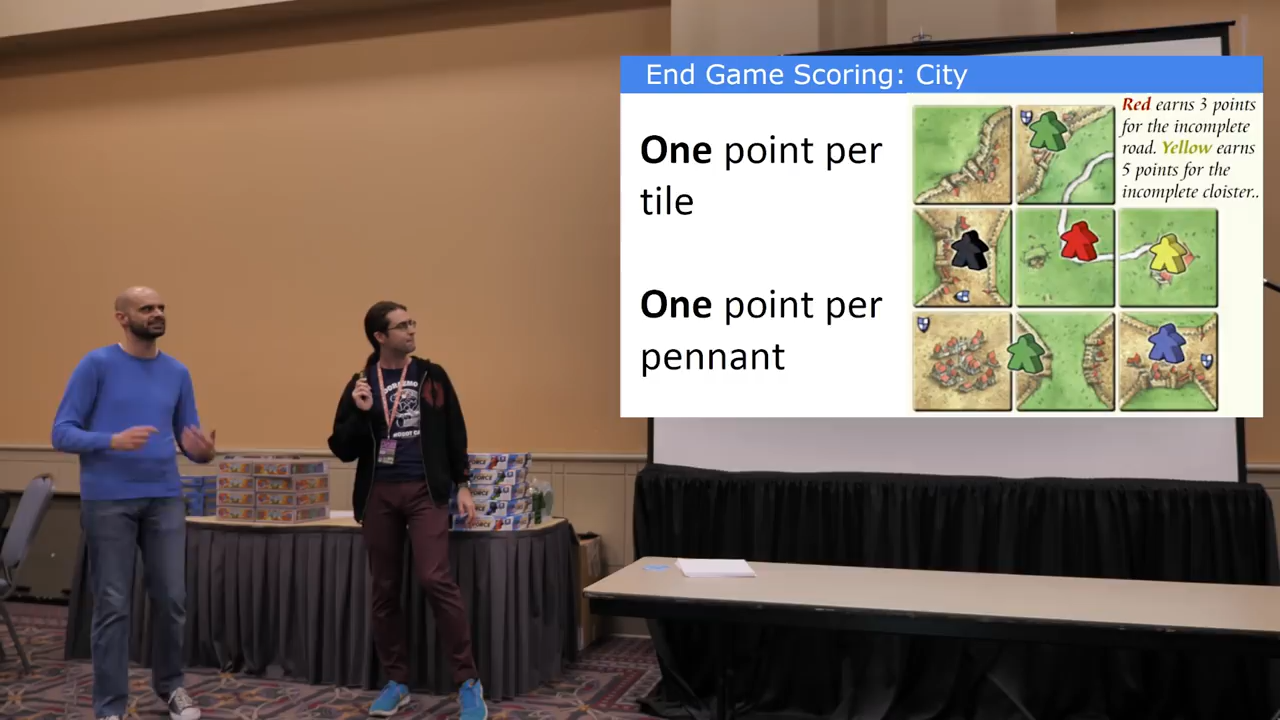 End Game Scoring: City
One point per
tile
One point per
pennant
Red earns 3 points
for the incomplete
road. Yellow earns
5 points for the
incomplete cloister..